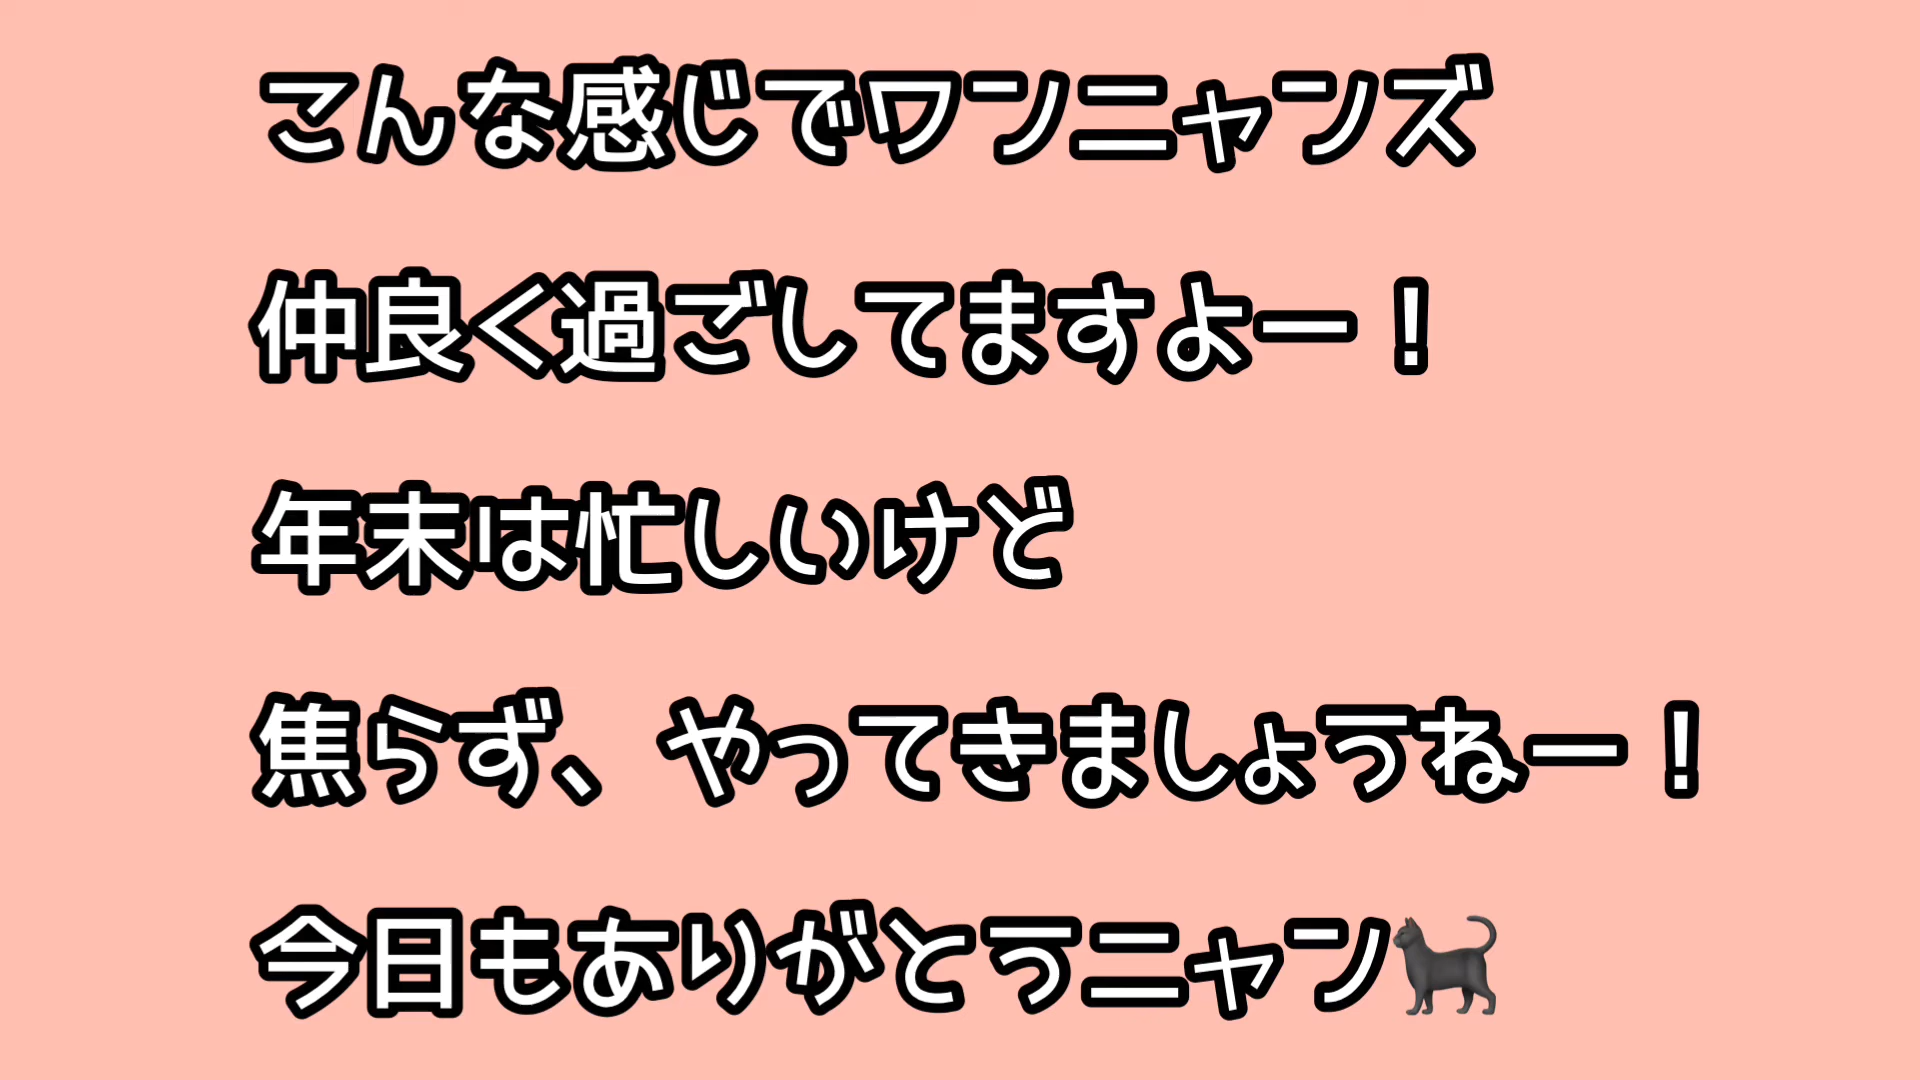 こんな感じでワンニャンズ
仲良く過ごしてますよー！
年末は忙しいけど
焦らず、やってきましょうねー！
今日もありがとうニャン🐈‍⬛